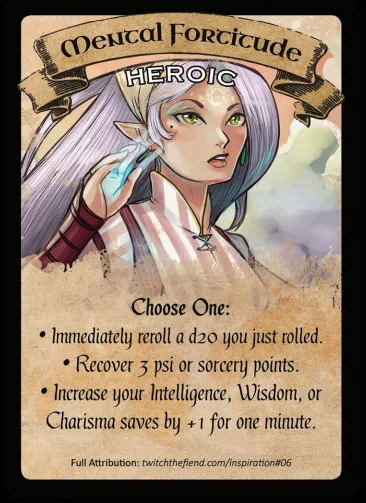 Mental Fortitude
HEROIC
Choose One:
• Immediately reroll a d20 you just rolled.
• Recover 3 psi or sorcery points.
• Increase your Intelligence, Wisdom, or
Charisma saves by +1 for one minute.
Full Attribution: twitchthefiend.com/inspiration#06